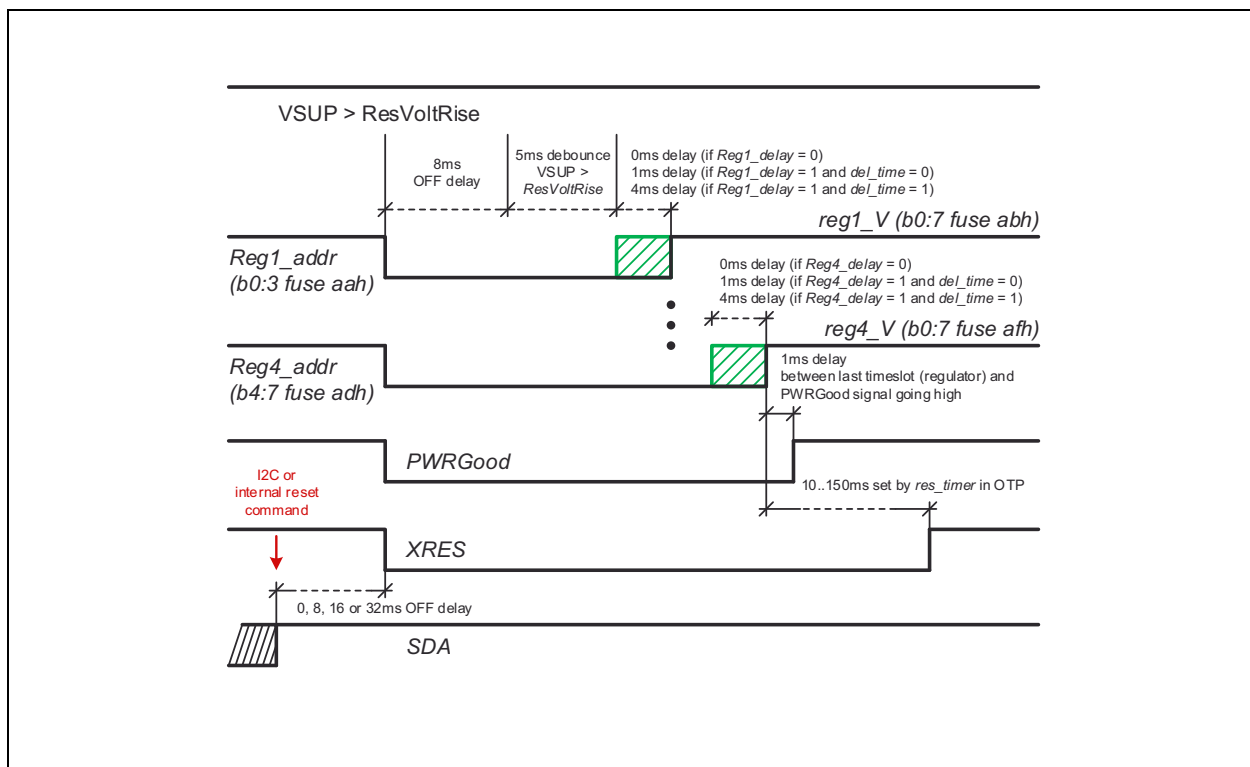 VSUP > ResVoltRise
8ms
OFF delay
5ms debounce
VSUP >
ResVoltRise
0ms delay (if Reg1_delay = 0)
1ms delay (if Reg1_delay = 1 and del_time = 0)
4ms delay (if Reg1_delay = 1 and del_time = 1)
reg1_V (b0:7 fuse abh)
Reg1_addr
(b0:3 fuse aah)
0ms delay (if Reg4_delay = 0)
1ms delay (if Reg4_delay = 1 and del_time = 0)
4ms delay (if Reg4_delay = 1 and del_time = 1)
reg4_V (b0:7 fuse afh)
Reg4_addr
(b4:7 fuse adh)
1ms delay
between last timeslot (regulator) and
PWRGood signal going high
PWRGood
I2C or
internal reset
command
10..150ms set by res_timer in OTP
XRES
0, 8, 16 or 32ms OFF delay
SDA